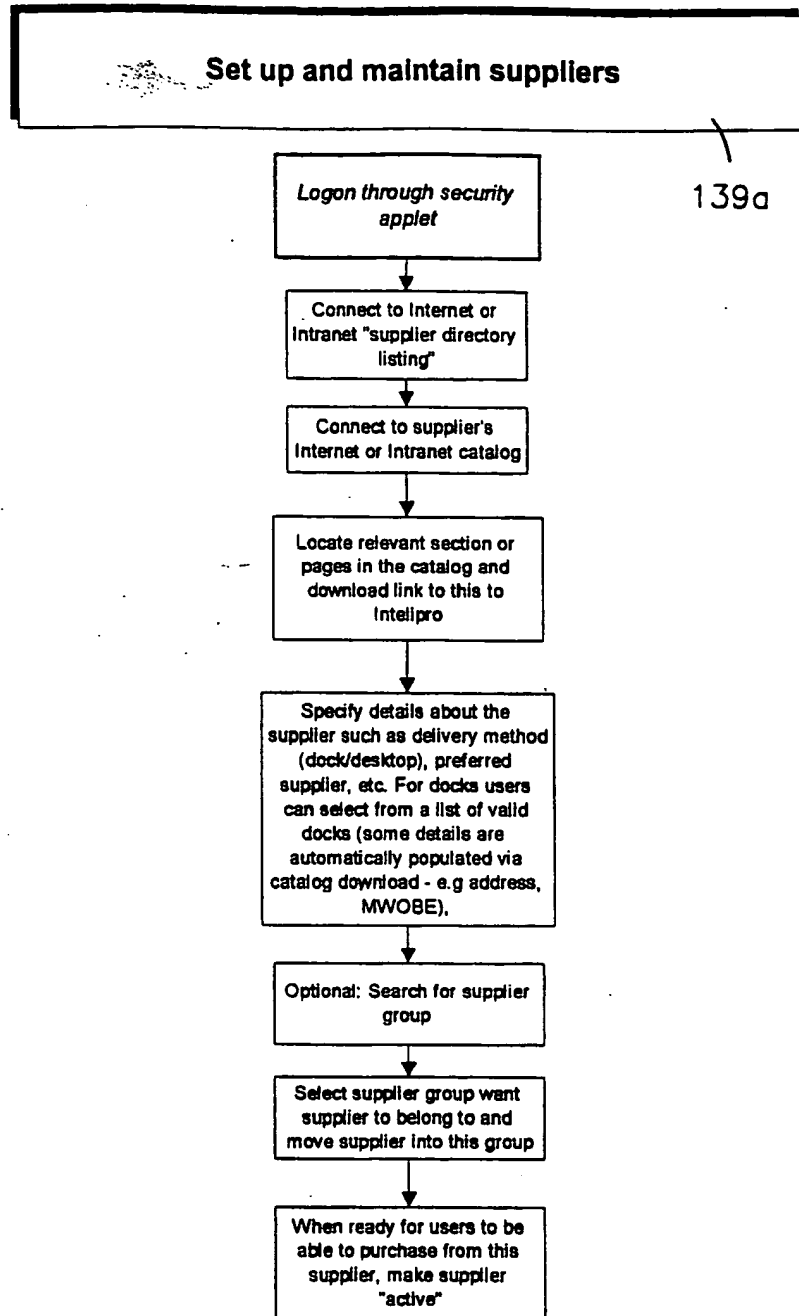 Set up and maintain suppliers
139a
Logon through security
applet
Connect to Internet or
Intranet "supplier directory
listing"
Connect to supplier's
Internet or Intranet catalog
Locate relevant section or
pages in the catalog and
download link to this to
Intelipro
Specify details about the
supplier such as delivery method
(dock/desktop), preferred
supplier, etc. For docks users
can select from a list of valid
docks (some details are
automatically populated via
catalog download - e.g address,
MWOBE),
Optional: Search for supplier
group
Select supplier group want
supplier to belong to and
move supplier into this group
When ready for users to be
able to purchase from this
supplier, make supplier
"active"